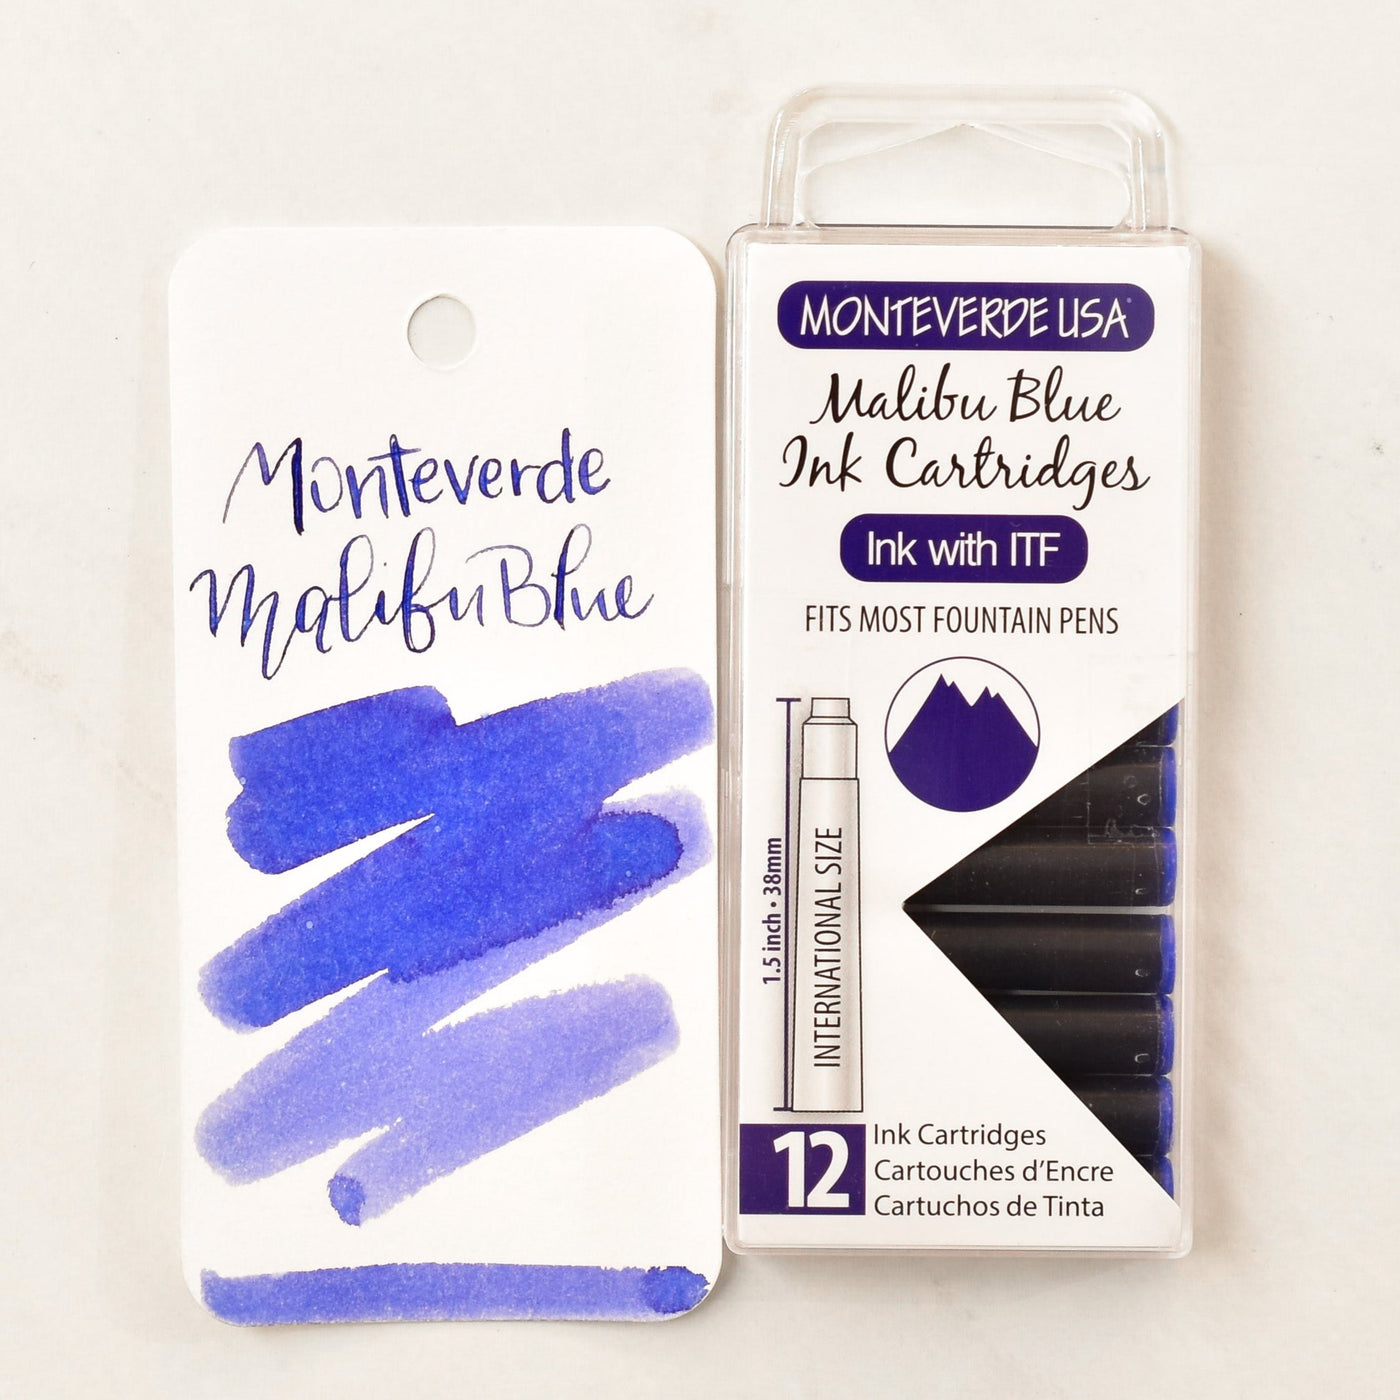 Monteverde
Malibu Blue
MONTEVERDE USA
Malibu Blue
Ink Cartridges
Ink with ITF
FITS MOST FOUNTAIN PENS
1.5 inch • 38mm
INTERNATIONAL SIZE
12
Ink Cartridges
Cartouches d'Encre
Cartuchos de Tinta